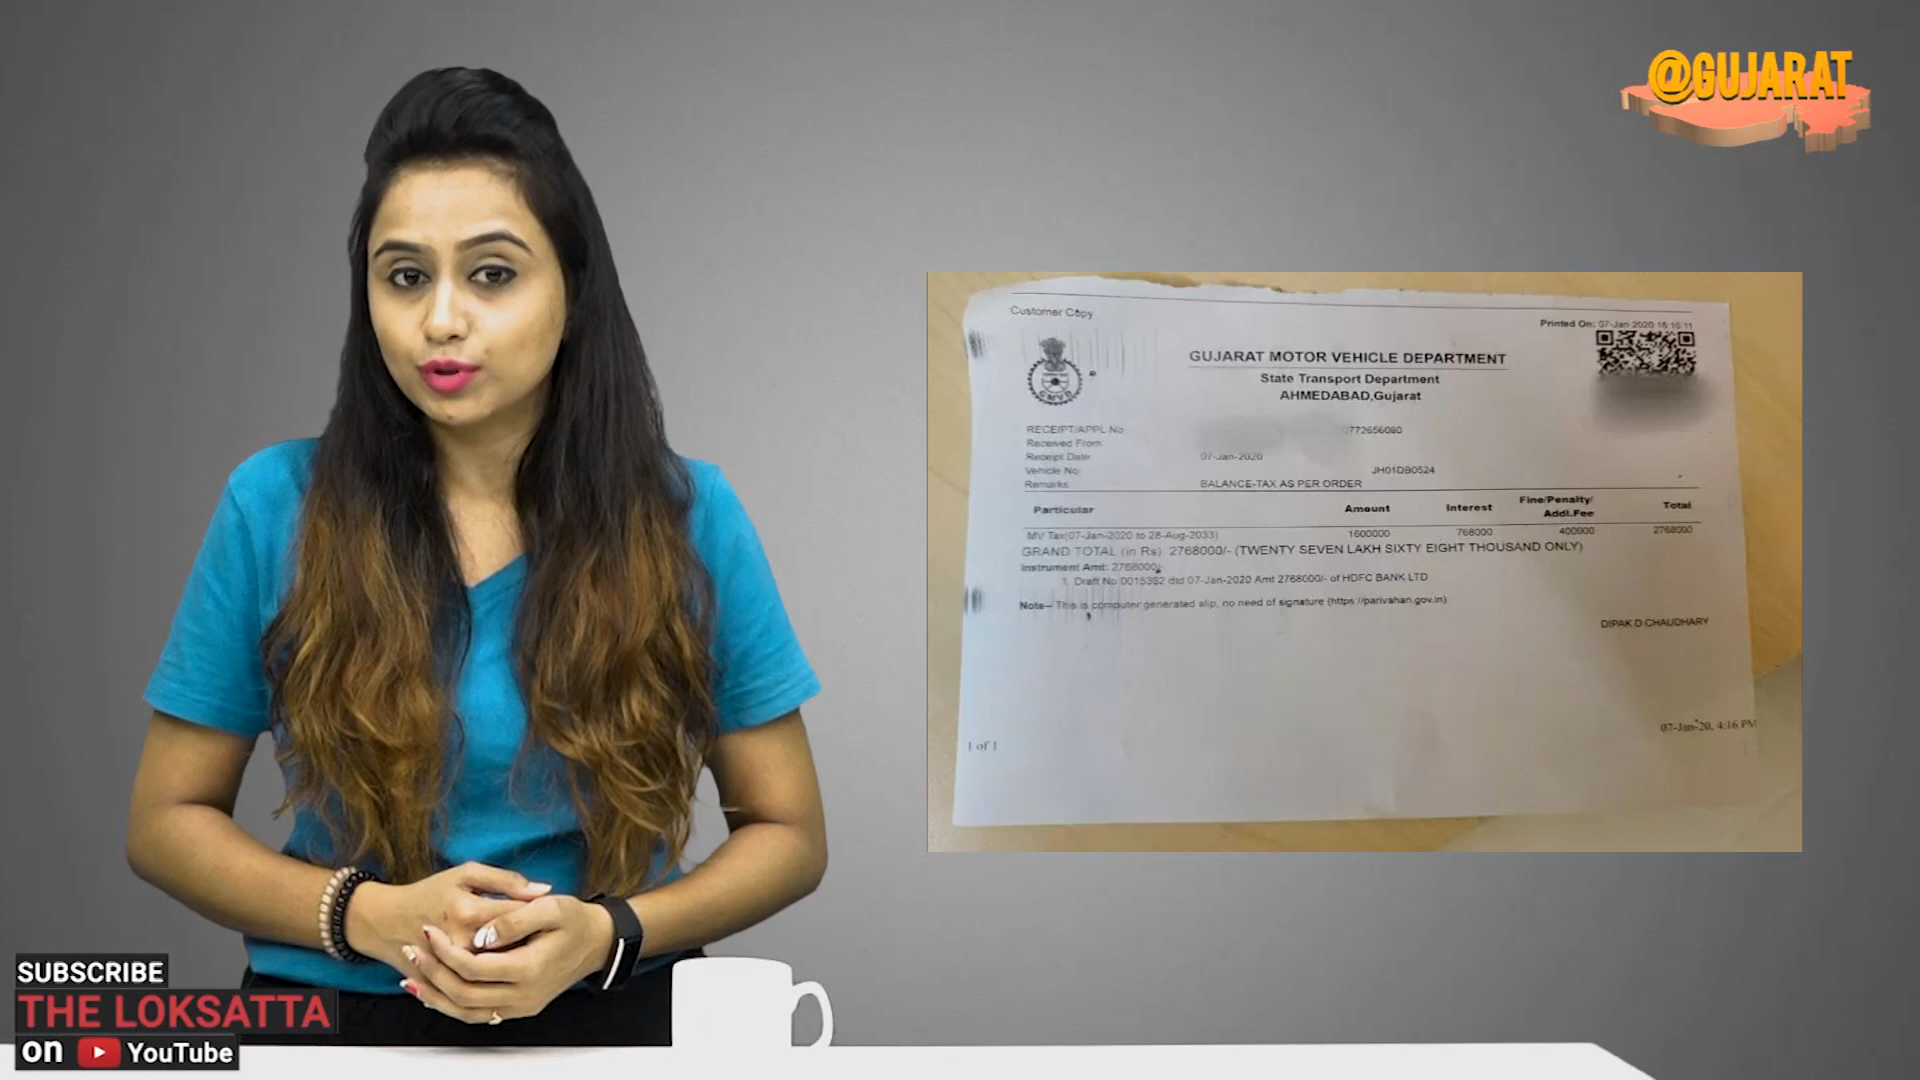 @GUJARAT
Customer Copy
Printed On: 07-Jan-2020 16:15:11
GUJARAT MOTOR VEHICLE DEPARTMENT
State Transport Department
AHMEDABAD,Gujarat
GMVD
RECEIPT/APPL No 772656080
Received From
Receipt Date: 07-Jan-2020
Vehicle No: JH01DB0524
Remarks BALANCE-TAX AS PER ORDER
Particular Amount Interest Fine/Penalty/ Addl.Fee Total
MV Tax(07-Jan-2020 to 28-Aug-2033) 1600000 768000 400000 2768000
GRAND TOTAL (in Rs) 2768000/- (TWENTY SEVEN LAKH SIXTY EIGHT THOUSAND ONLY)
Instrument Amt: 2768000/-
1. Draft No 0015362 dtd 07-Jan-2020 Amt 2768000/- of HDFC BANK LTD
Note– This is computer generated slip, no need of signature (https://parivahan.gov.in).
DIPAK D CHAUDHARY
07-Jan-20, 4:16 PM
1 of 1
SUBSCRIBE
THE LOKSATTA
on YouTube